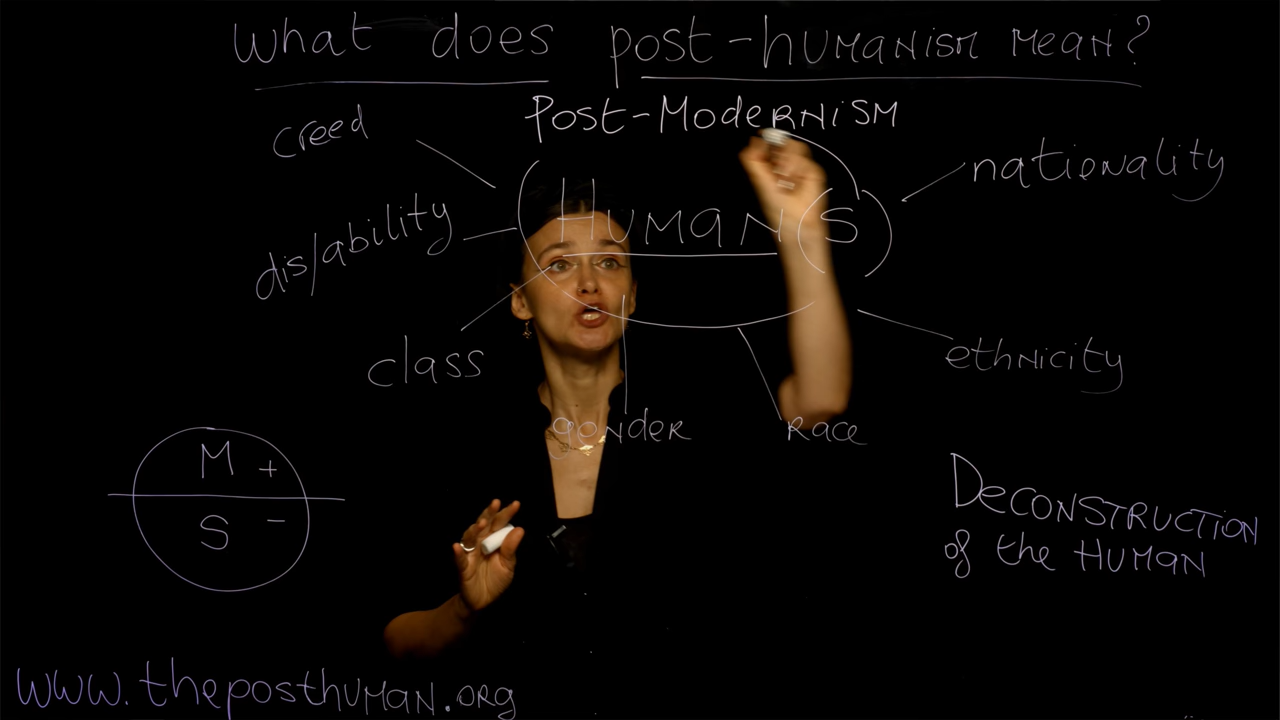 What does post-humanism mean?
Post-Modernism
creed
nationality
Human(s)
dis/ability
class
ethnicity
gender
race
M +
S -
Deconstruction
of the Human
www.theposthuman.org